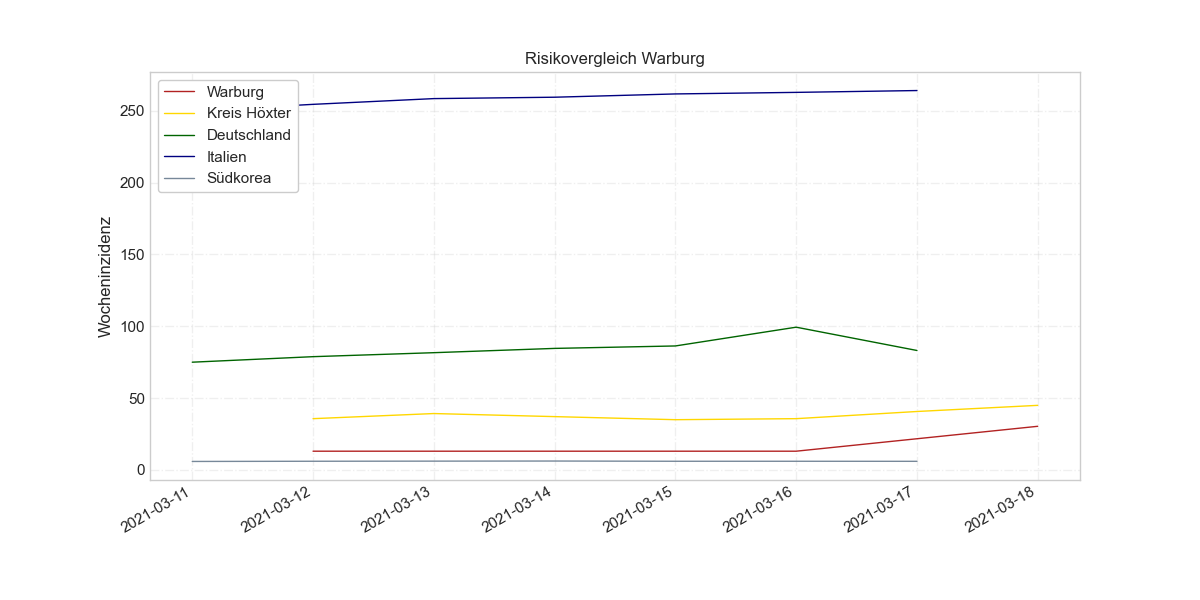 Risikovergleich Warburg
Warburg
Kreis Höxter
Deutschland
Italien
Südkorea
Wocheninzidenz
250
200
150
100
50
0
2021-03-11
2021-03-12
2021-03-13
2021-03-14
2021-03-15
2021-03-16
2021-03-17
2021-03-18